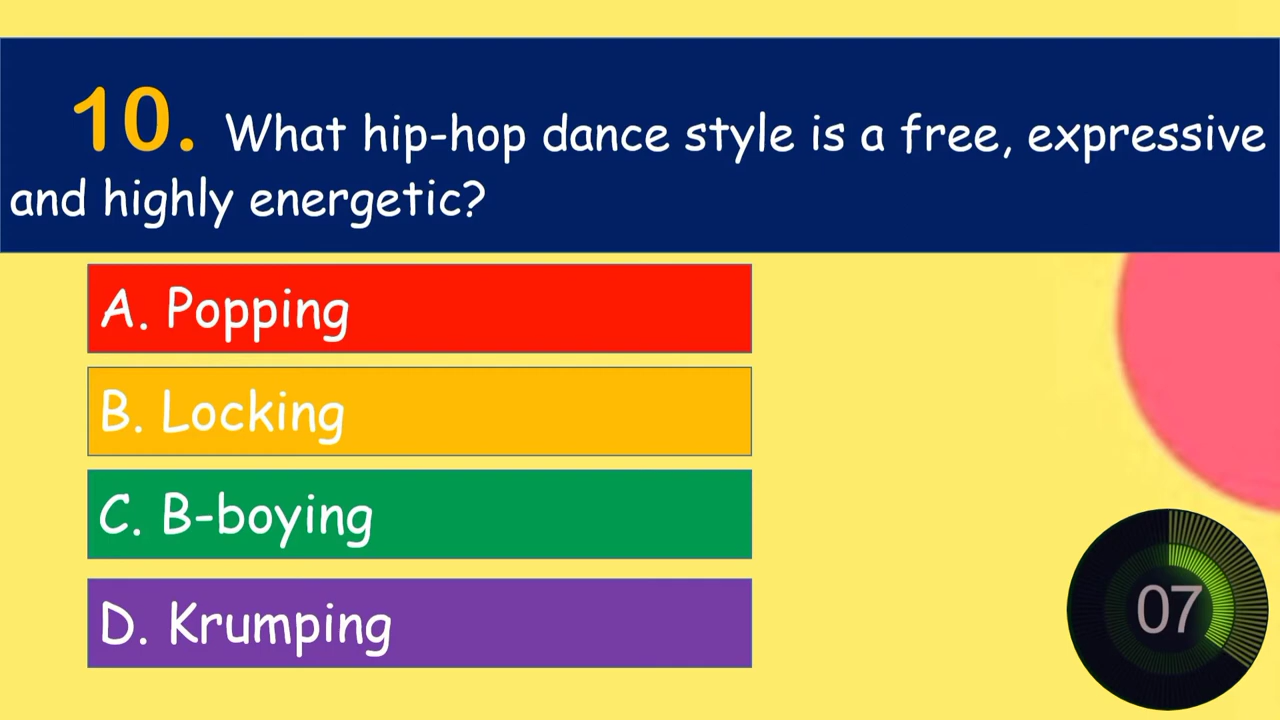 10. What hip-hop dance style is a free, expressive
and highly energetic?
A. Popping
B. Locking
C. B-boying
D. Krumping
07